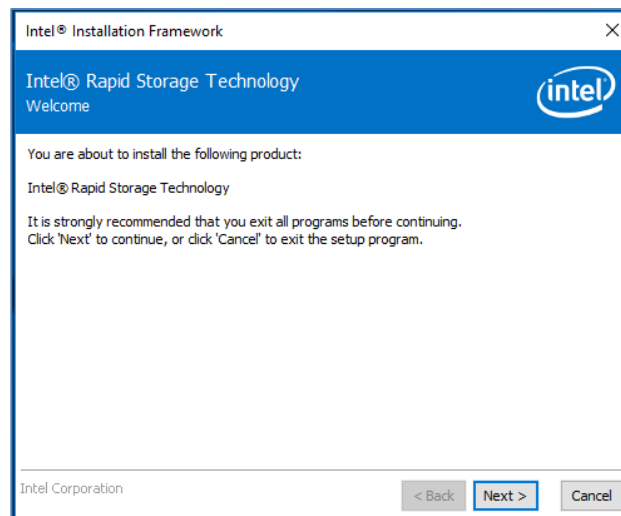 Intel® Installation Framework
Intel® Rapid Storage Technology
Welcome
intel
You are about to install the following product:
Intel® Rapid Storage Technology
It is strongly recommended that you exit all programs before continuing.
Click 'Next' to continue, or click 'Cancel' to exit the setup program.
Intel Corporation
< Back Next > Cancel